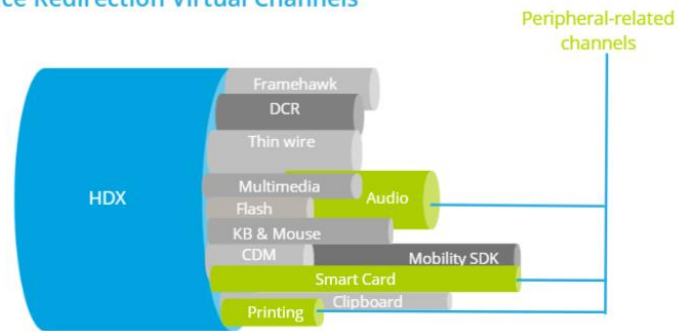 ce Redirection Virtual Channels
Peripheral-related
channels
Framehawk
DCR
Thin wire
HDX
Multimedia
Audio
Flash
KB & Mouse
CDM
Mobility SDK
Smart Card
Clipboard
Printing